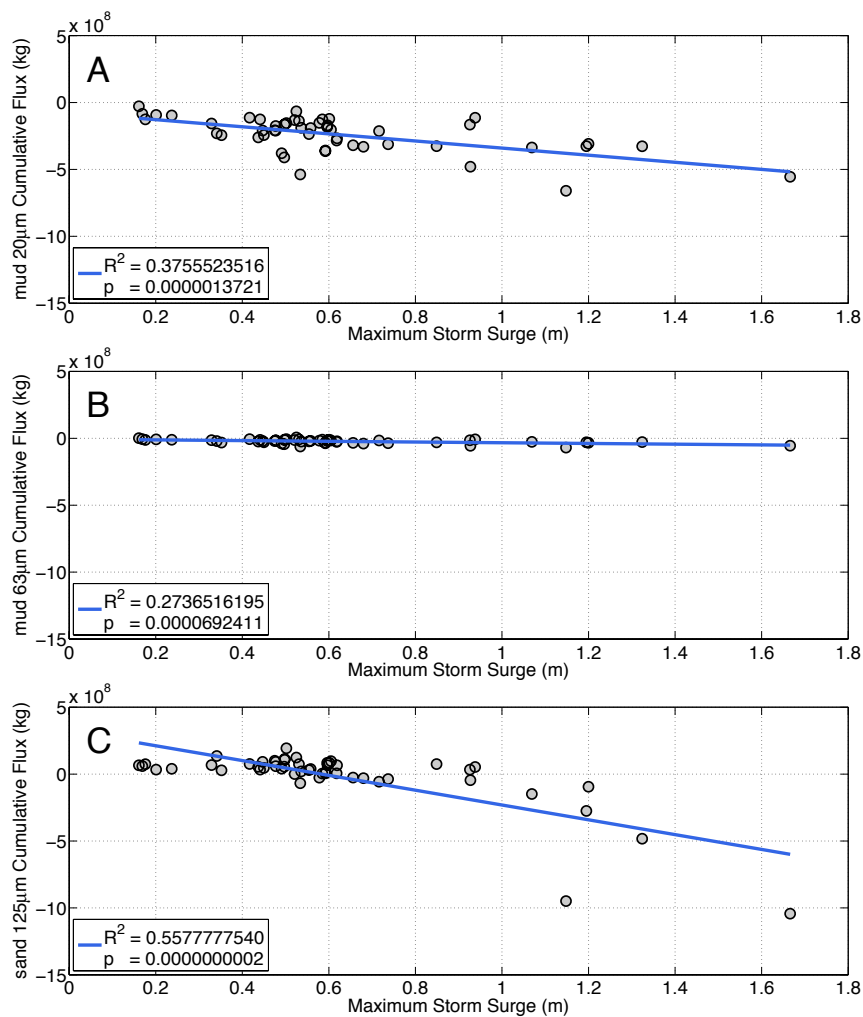 x 10^8
5
0
−5
−10
−15
mud 20μm Cumulative Flux (kg)
A
R^2 = 0.3755523516
p = 0.0000013721
0 0.2 0.4 0.6 0.8 1 1.2 1.4 1.6 1.8
Maximum Storm Surge (m)
x 10^8
5
0
−5
−10
−15
mud 63μm Cumulative Flux (kg)
B
R^2 = 0.2736516195
p = 0.0000692411
0 0.2 0.4 0.6 0.8 1 1.2 1.4 1.6 1.8
Maximum Storm Surge (m)
x 10^8
5
0
−5
−10
−15
sand 125μm Cumulative Flux (kg)
C
R^2 = 0.5577777540
p = 0.0000000002
0 0.2 0.4 0.6 0.8 1 1.2 1.4 1.6 1.8
Maximum Storm Surge (m)